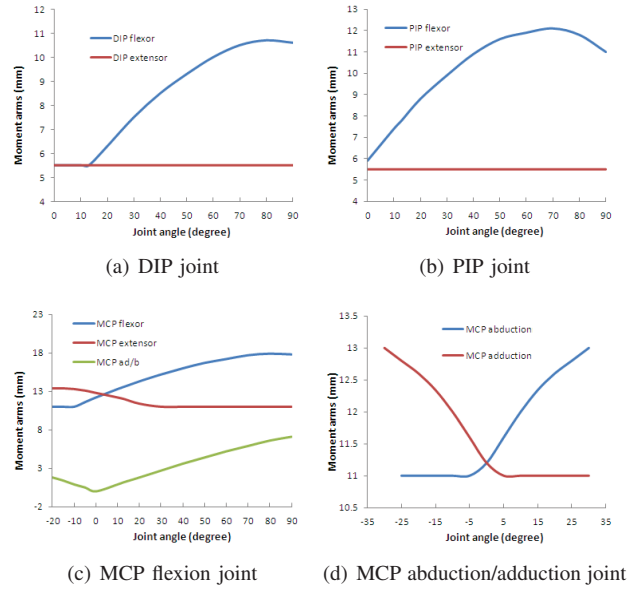 12
11
10
9
8
7
6
5
4
Moment arms (mm)
DIP flexor
DIP extensor
0 10 20 30 40 50 60 70 80 90
Joint angle (degree)
(a) DIP joint
13
12
11
10
9
8
7
6
5
4
Moment arms (mm)
PIP flexor
PIP extensor
0 10 20 30 40 50 60 70 80 90
Joint angle (degree)
(b) PIP joint
23
18
13
8
3
-2
Moment arms (mm)
MCP flexor
MCP extensor
MCP ad/b
-20 -10 0 10 20 30 40 50 60 70 80 90
Joint angle (degree)
(c) MCP flexion joint
13.5
13
12.5
12
11.5
11
10.5
Moment arms (mm)
MCP abduction
MCP adduction
-35 -25 -15 -5 5 15 25 35
Joint angle (degree)
(d) MCP abduction/adduction joint